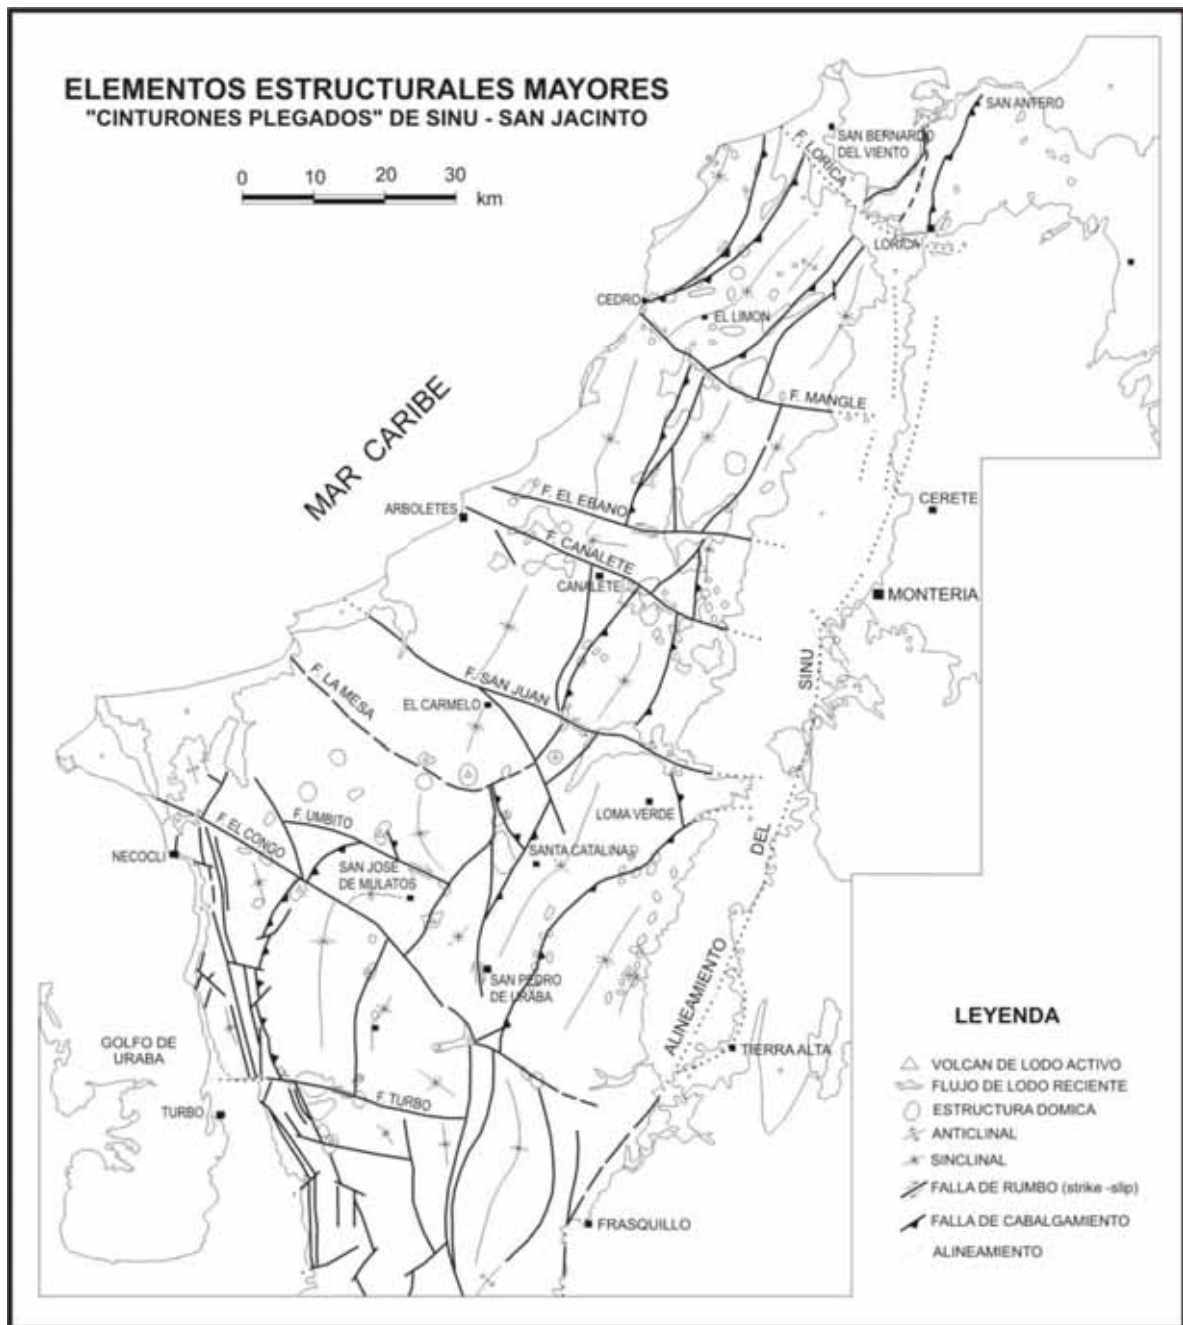 ELEMENTOS ESTRUCTURALES MAYORES
"CINTURONES PLEGADOS" DE SINU - SAN JACINTO
0 10 20 30
km
SAN ANTERO
SAN BERNARDO
DEL VIENTO
F. LORICA
LORICA
CEDRO
EL LIMON
F. MANGLE
MAR CARIBE
CERETE
F. EL EBANO
ARBOLETES
F. CANALETE
CANALETE
MONTERIA
SINU
F. SAN JUAN
F. LA MESA
EL CARMELO
LOMA VERDE
F. UMBITO
F. EL CONGO
DEL
NECOCLI
SANTA CATALINA
SAN JOSE
DE MULATOS
ALINEAMIENTO
SAN PEDRO
DE URABA
LEYENDA
GOLFO DE
URABA
TIERRA ALTA
VOLCAN DE LODO ACTIVO
FLUJO DE LODO RECIENTE
F. TURBO
TURBO
ESTRUCTURA DOMICA
ANTICLINAL
SINCLINAL
FALLA DE RUMBO (strike -slip)
FRASQUILLO
FALLA DE CABALGAMIENTO
ALINEAMIENTO